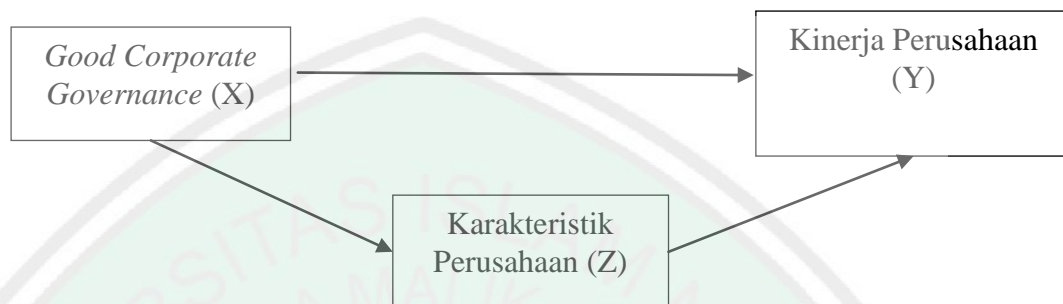 Good Corporate
Governance (X)
Kinerja Perusahaan
(Y)
Karakteristik
Perusahaan (Z)